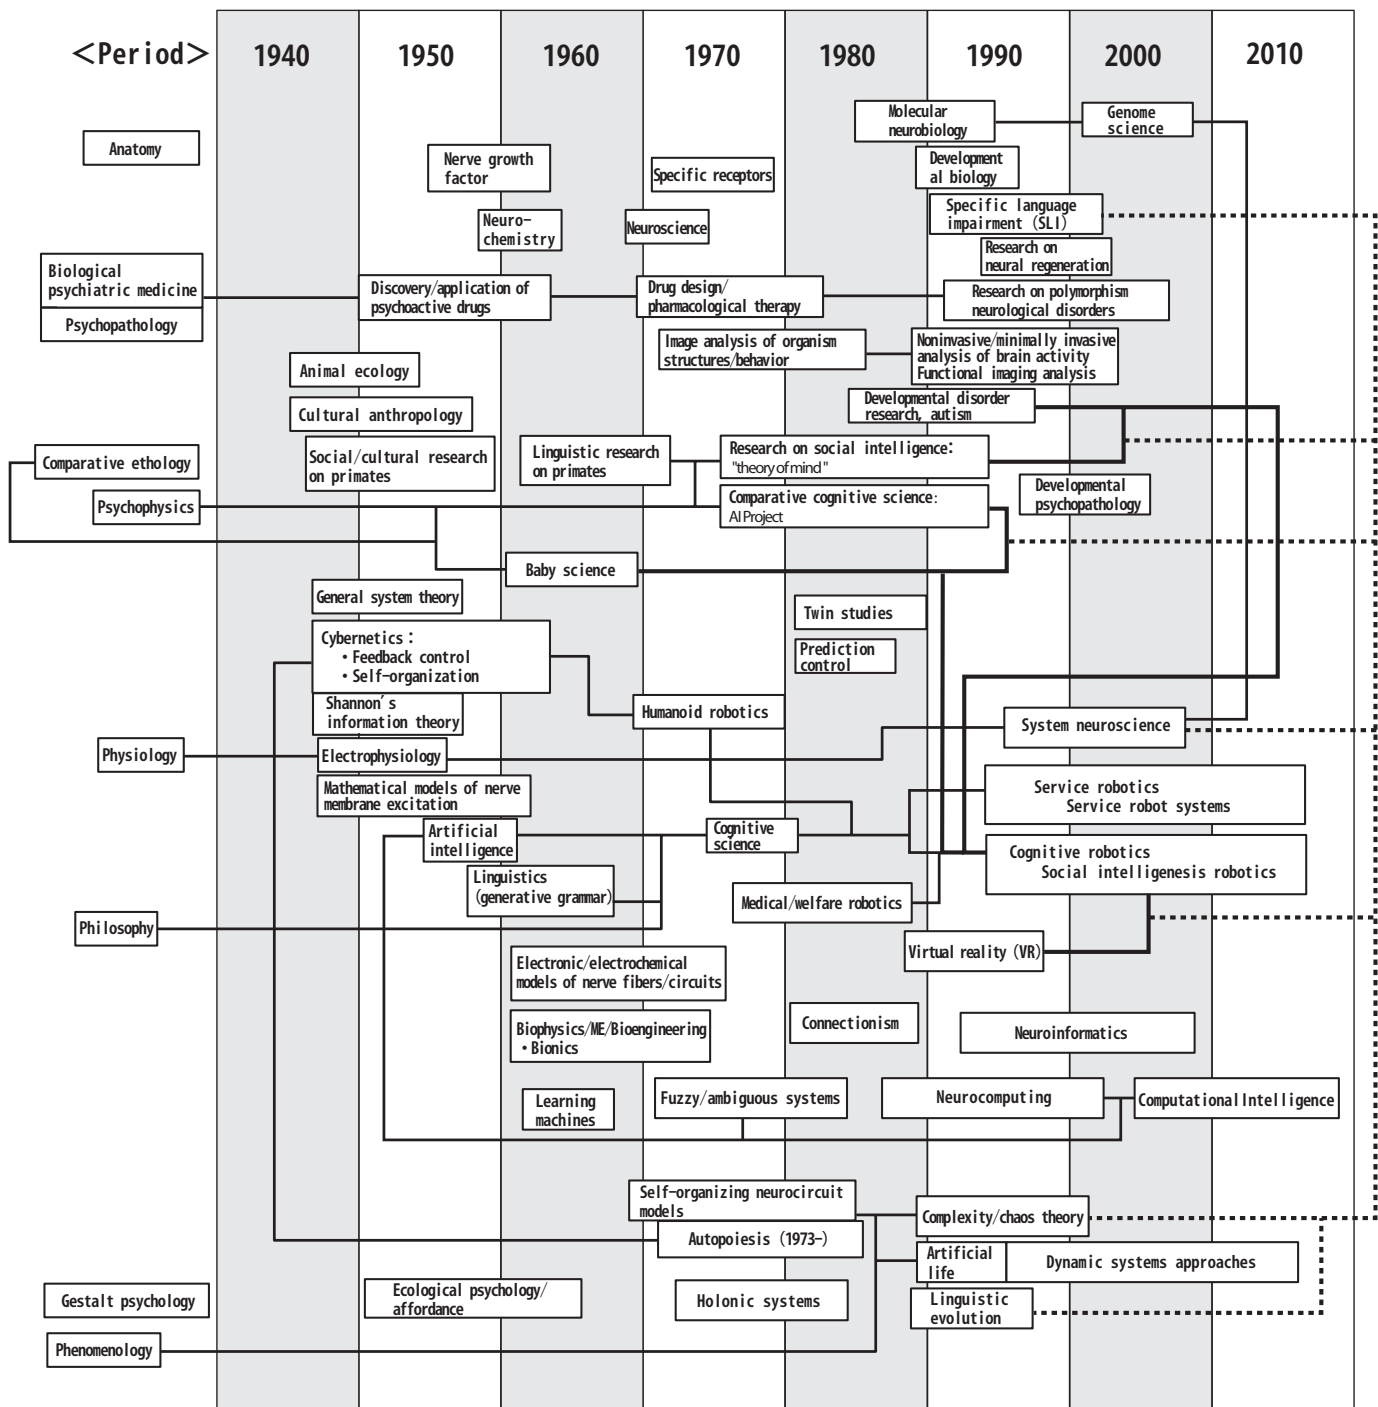 <Period>
1940
1950
1960
1970
1980
1990
2000
2010
Molecular
neurobiology
Genome
science
Anatomy
Nerve growth
factor
Specific receptors
Development
al biology
Specific language
impairment (SLI)
Neuro-
chemistry
Neuroscience
Research on
neural regeneration
Biological
psychiatric medicine
Psychopathology
Discovery/application of
psychoactive drugs
Drug design/
pharmacological therapy
Research on polymorphism
neurological disorders
Image analysis of organism
structures/behavior
Noninvasive/minimally invasive
analysis of brain activity
Functional imaging analysis
Animal ecology
Developmental disorder
research, autism
Cultural anthropology
Comparative ethology
Social/cultural research
on primates
Linguistic research
on primates
Research on social intelligence:
"theory of mind"
Psychophysics
Comparative cognitive science:
AI Project
Developmental
psychopathology
Baby science
General system theory
Twin studies
Cybernetics:
・Feedback control
・Self-organization
Prediction
control
Shannon's
information theory
Humanoid robotics
System neuroscience
Physiology
Electrophysiology
Mathematical models of nerve
membrane excitation
Service robotics
Service robot systems
Artificial
intelligence
Cognitive
science
Cognitive robotics
Social intelligenesis robotics
Linguistics
(generative grammar)
Medical/welfare robotics
Philosophy
Virtual reality (VR)
Electronic/electrochemical
models of nerve fibers/circuits
Biophysics/ME/Bioengineering
・Bionics
Connectionism
Neuroinformatics
Learning
machines
Fuzzy/ambiguous systems
Neurocomputing
Computational Intelligence
Self-organizing neurocircuit
models
Complexity/chaos theory
Autopoiesis (1973-)
Artificial
life
Dynamic systems approaches
Gestalt psychology
Ecological psychology/
affordance
Holonic systems
Linguistic
evolution
Phenomenology